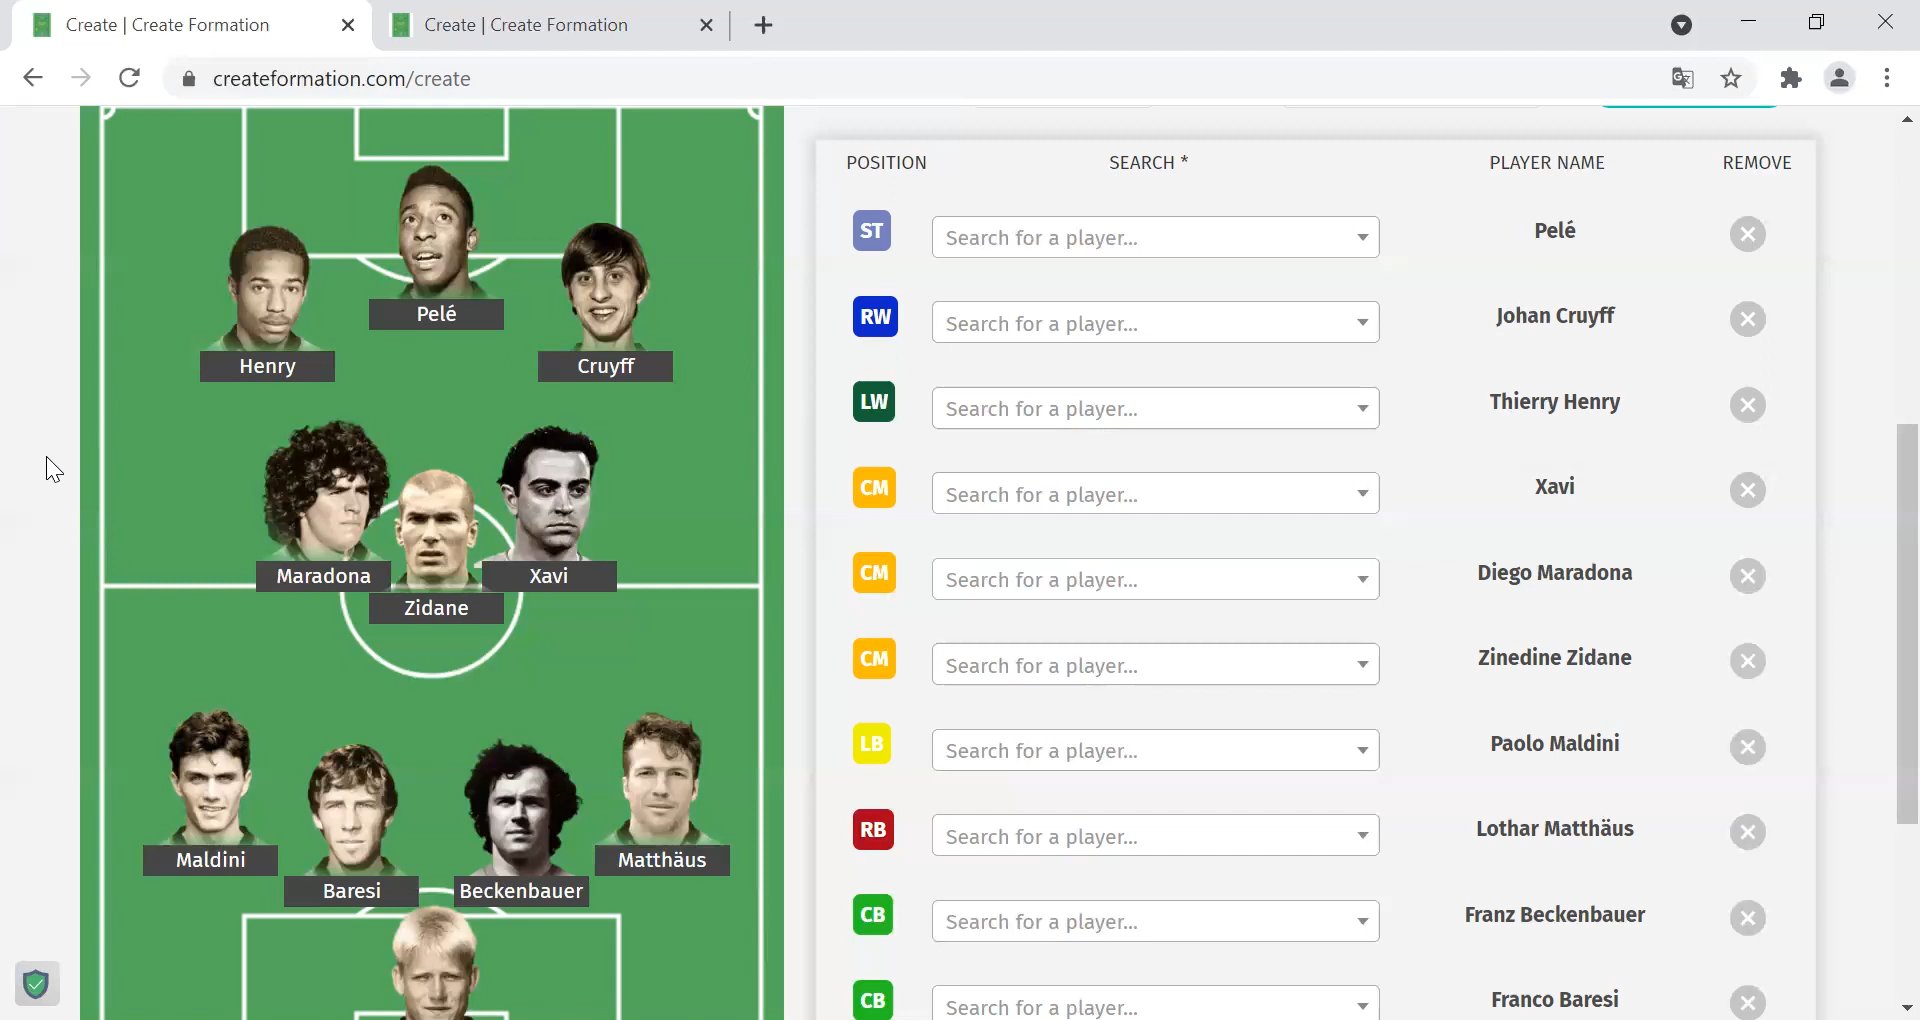 Create | Create Formation
Create | Create Formation
createformation.com/create
Pelé
Henry
Cruyff
Maradona
Xavi
Zidane
Maldini
Matthäus
Baresi
Beckenbauer
POSITION SEARCH * PLAYER NAME REMOVE
ST Search for a player... Pelé
RW Search for a player... Johan Cruyff
LW Search for a player... Thierry Henry
CM Search for a player... Xavi
CM Search for a player... Diego Maradona
CM Search for a player... Zinedine Zidane
LB Search for a player... Paolo Maldini
RB Search for a player... Lothar Matthäus
CB Search for a player... Franz Beckenbauer
CB Search for a player... Franco Baresi